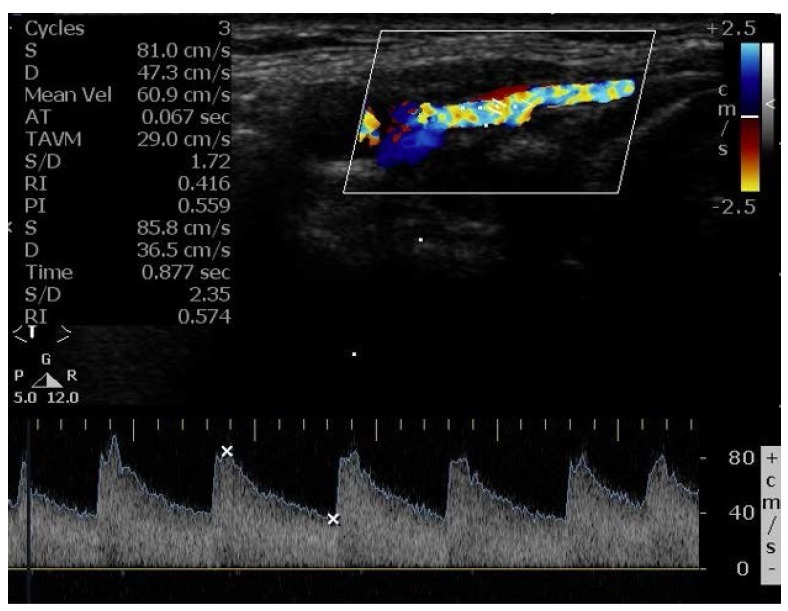 Cycles 3
S 81.0 cm/s
D 47.3 cm/s
Mean Vel 60.9 cm/s
AT 0.067 sec
TAVM 29.0 cm/s
S/D 1.72
RI 0.416
PI 0.559
× S 85.8 cm/s
D 36.5 cm/s
Time 0.877 sec
S/D 2.35
RI 0.574
T
G
P R
5.0 12.0
+2.5
cm/s
-2.5
80
40
0
+
cm/s
-